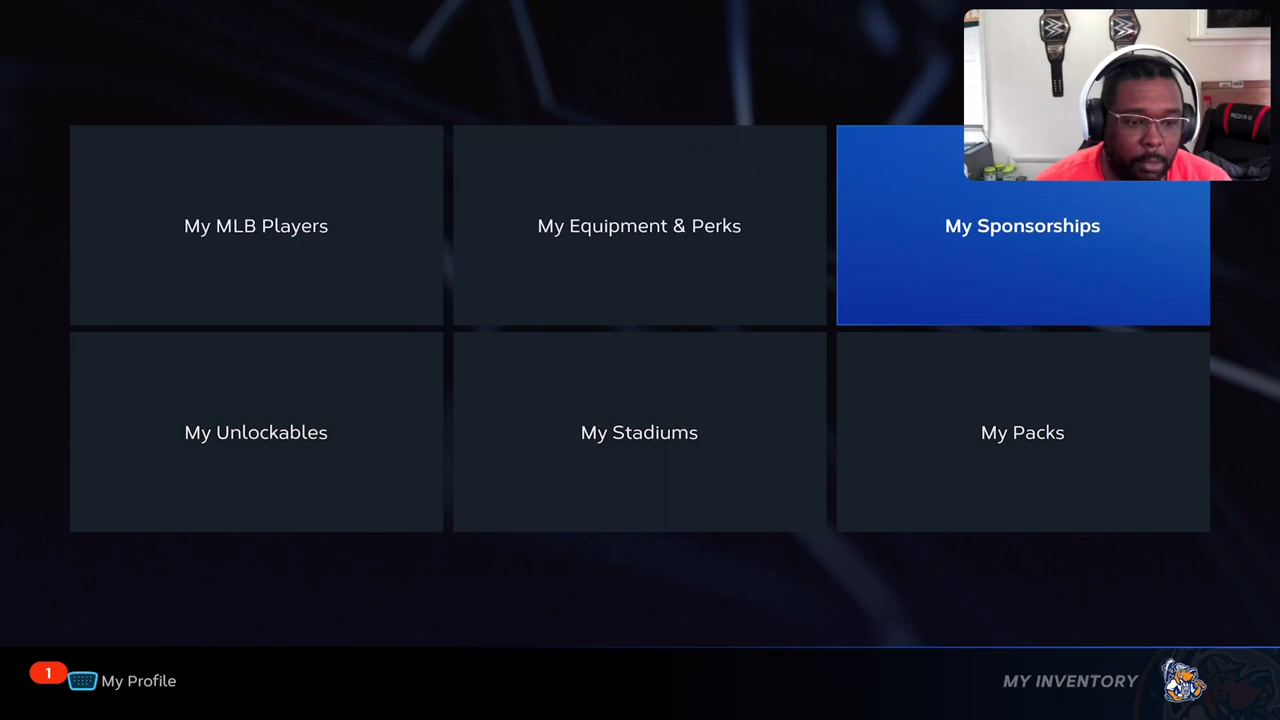 My MLB Players
My Equipment & Perks
My Sponsorships
My Unlockables
My Stadiums
My Packs
1
My Profile
MY INVENTORY